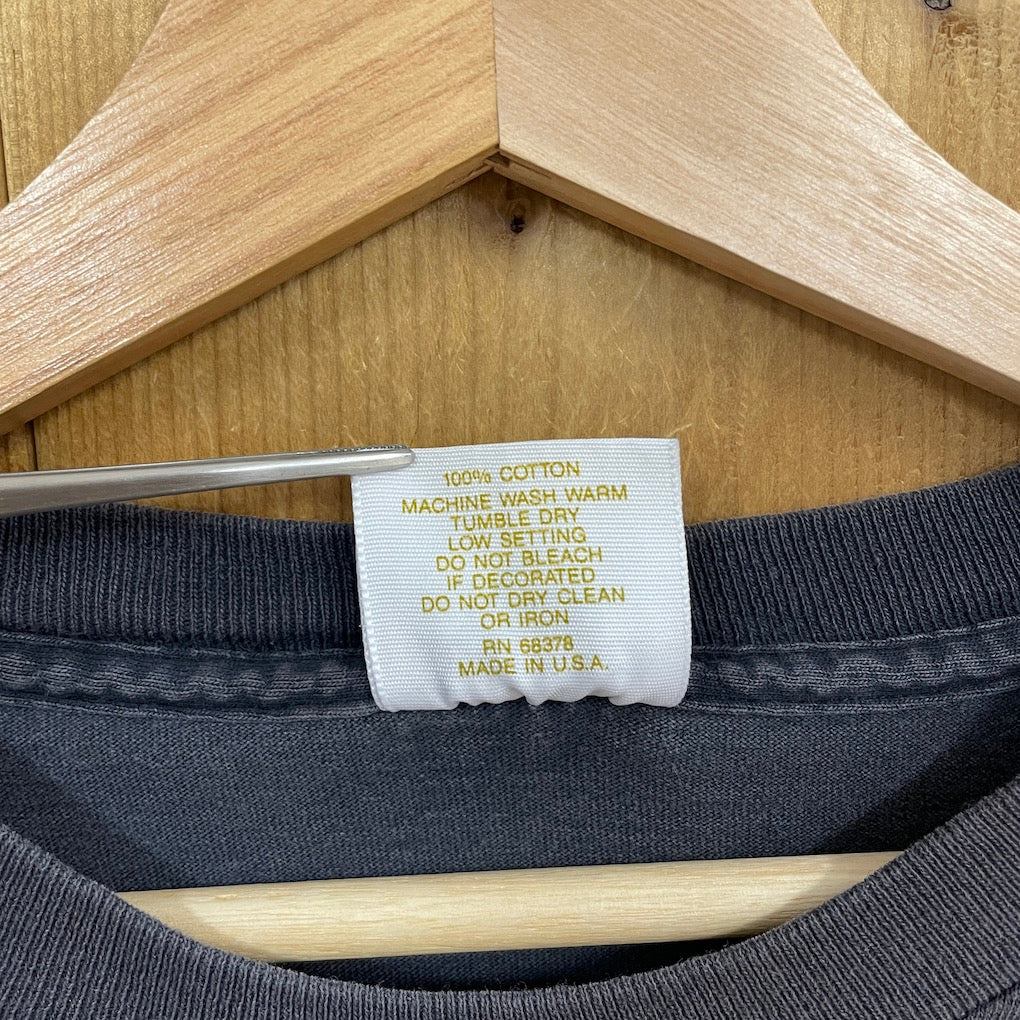 100% COTTON
MACHINE WASH WARM
TUMBLE DRY
LOW SETTING
DO NOT BLEACH
IF DECORATED
DO NOT DRY CLEAN
OR IRON
RN 68378
MADE IN U.S.A.